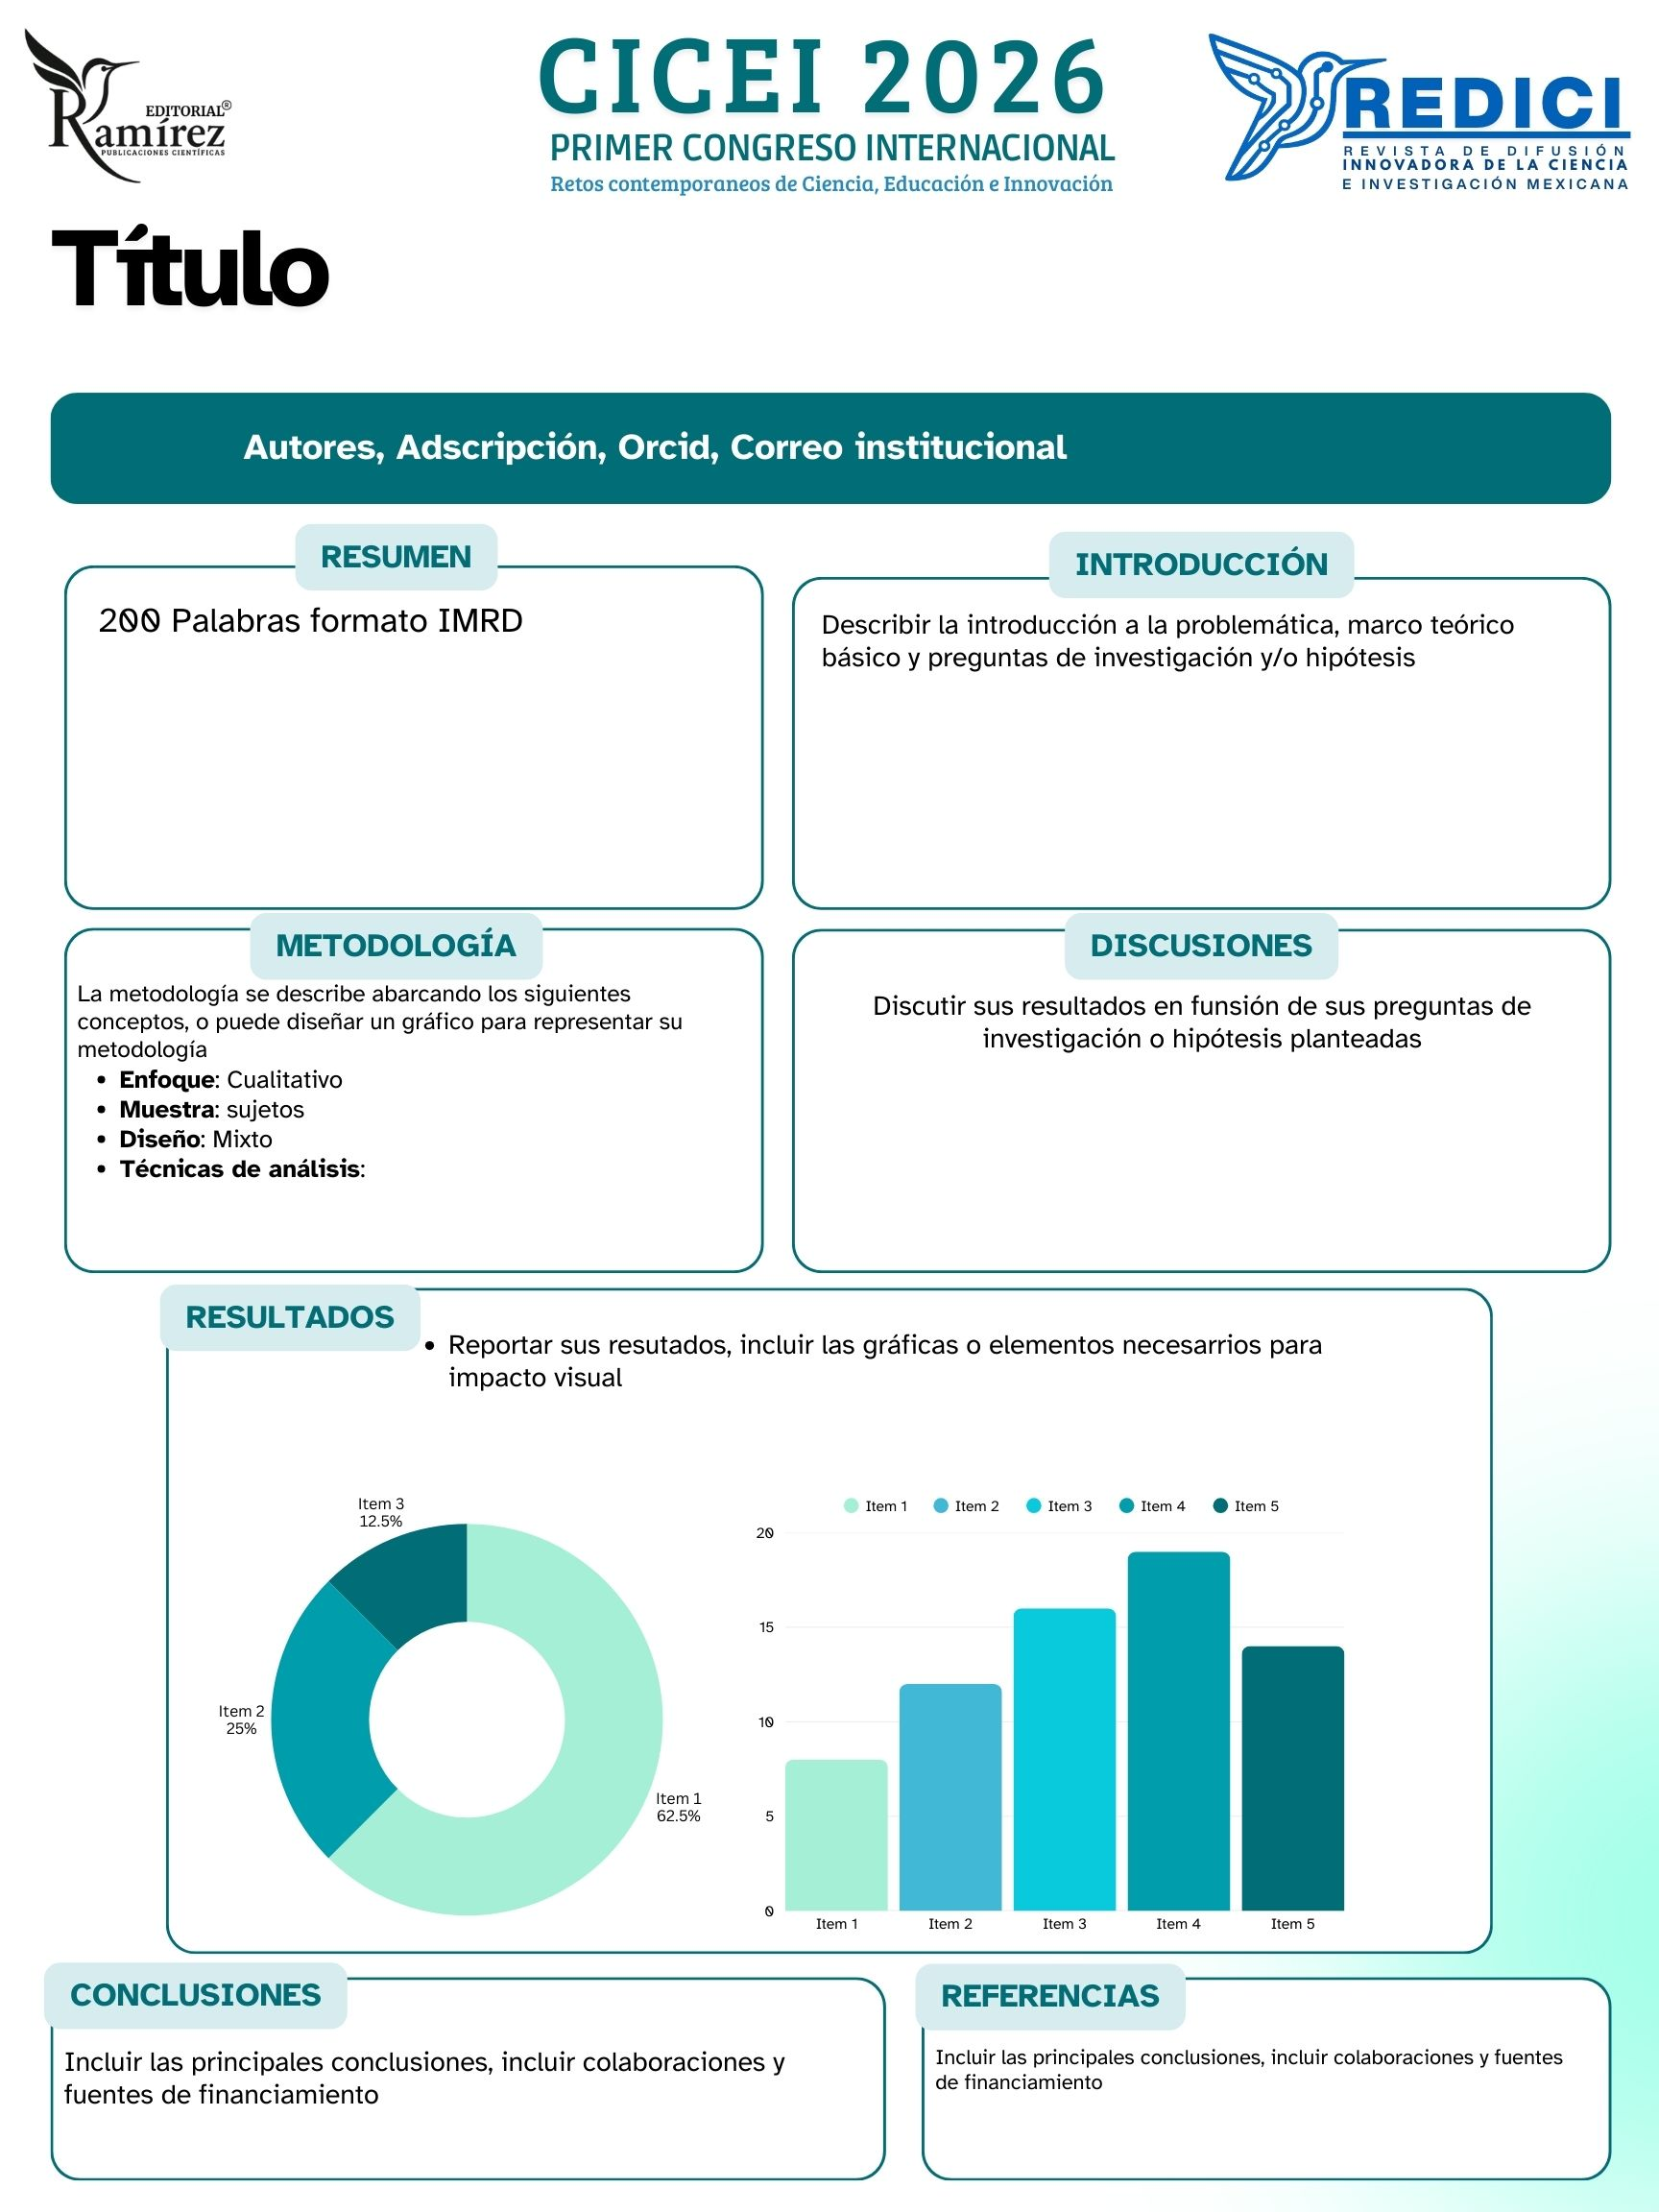 EDITORIAL®
Ramírez
PUBLICACIONES CIENTÍFICAS
CICEI 2026
PRIMER CONGRESO INTERNACIONAL
Retos contemporaneos de Ciencia, Educación e Innovación
REDICI
REVISTA DE DIFUSIÓN
INNOVADORA DE LA CIENCIA
E INVESTIGACIÓN MEXICANA
Título
Autores, Adscripción, Orcid, Correo institucional
RESUMEN
200 Palabras formato IMRD
INTRODUCCIÓN
Describir la introducción a la problemática, marco teórico
básico y preguntas de investigación y/o hipótesis
METODOLOGÍA
La metodología se describe abarcando los siguientes
conceptos, o puede diseñar un gráfico para representar su
metodología
• Enfoque: Cualitativo
• Muestra: sujetos
• Diseño: Mixto
• Técnicas de análisis:
DISCUSIONES
Discutir sus resultados en funsión de sus preguntas de
investigación o hipótesis planteadas
RESULTADOS
• Reportar sus resutados, incluir las gráficas o elementos necesarrios para
impacto visual
Item 3
12.5%
Item 2
25%
Item 1
62.5%
Item 1 Item 2 Item 3 Item 4 Item 5
20
15
10
5
0
Item 1 Item 2 Item 3 Item 4 Item 5
CONCLUSIONES
Incluir las principales conclusiones, incluir colaboraciones y
fuentes de financiamiento
REFERENCIAS
Incluir las principales conclusiones, incluir colaboraciones y fuentes
de financiamiento